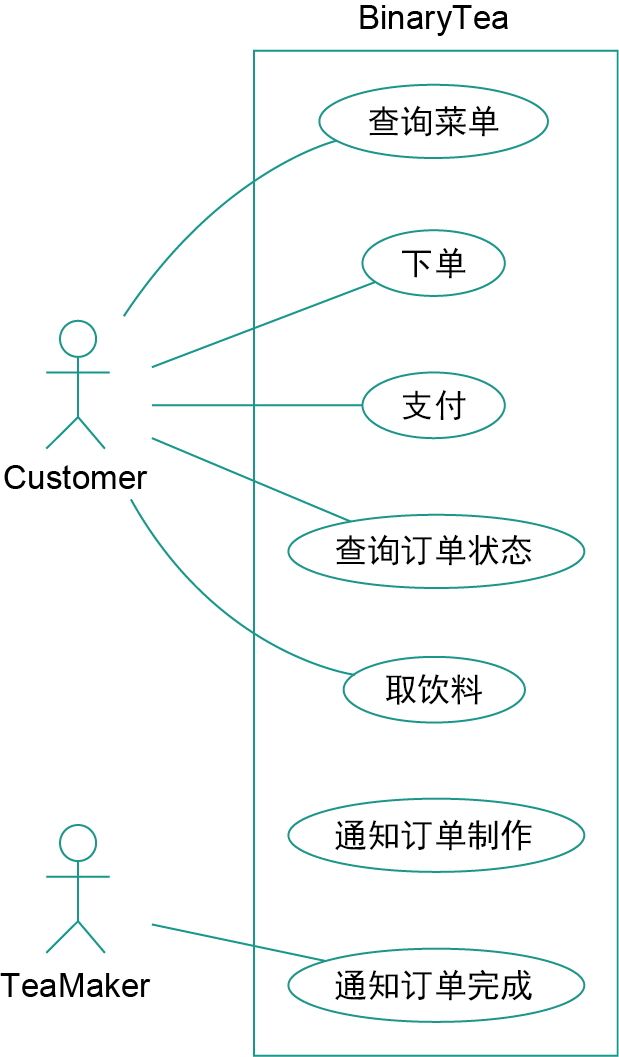 BinaryTea
查询菜单
下单
支付
Customer
查询订单状态
取饮料
通知订单制作
TeaMaker
通知订单完成